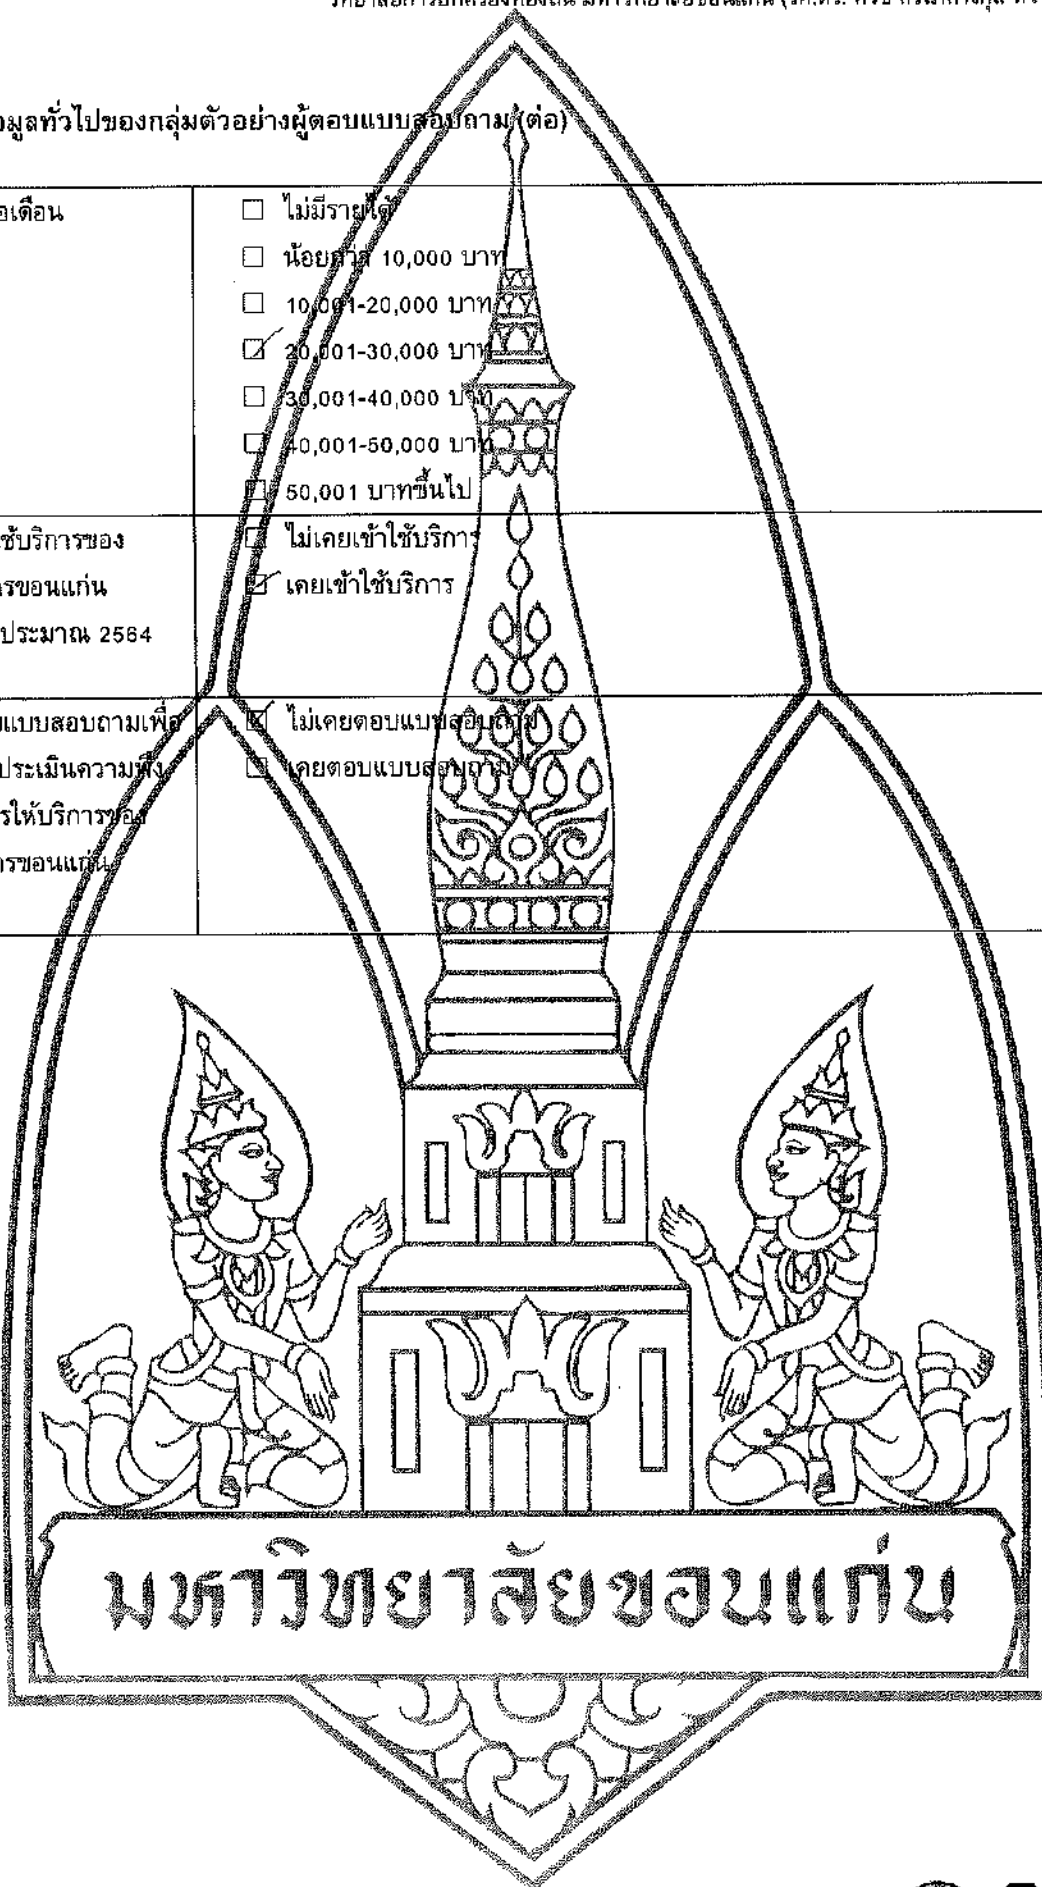 มูลทั่วไปของกลุ่มตัวอย่างผู้ตอบแบบสอบถาม (ต่อ)
อเดือน
☐ ไม่มีรายได้
☐ น้อยกว่า 10,000 บาท
☐ 10,001-20,000 บาท
☑ 20,001-30,000 บาท
☐ 30,001-40,000 บาท
☐ 40,001-50,000 บาท
☐ 50,001 บาทขึ้นไป
ช้บริการของ
รขอนแก่น
ประมาณ 2564
☐ ไม่เคยเข้าใช้บริการ
☑ เคยเข้าใช้บริการ
แบบสอบถามเพื่อ
ประเมินความพึง
รให้บริการของ
รขอนแก่น
☑ ไม่เคยตอบแบบสอบถาม
☐ เคยตอบแบบสอบถาม
มหาวิทยาลัยขอนแก่น